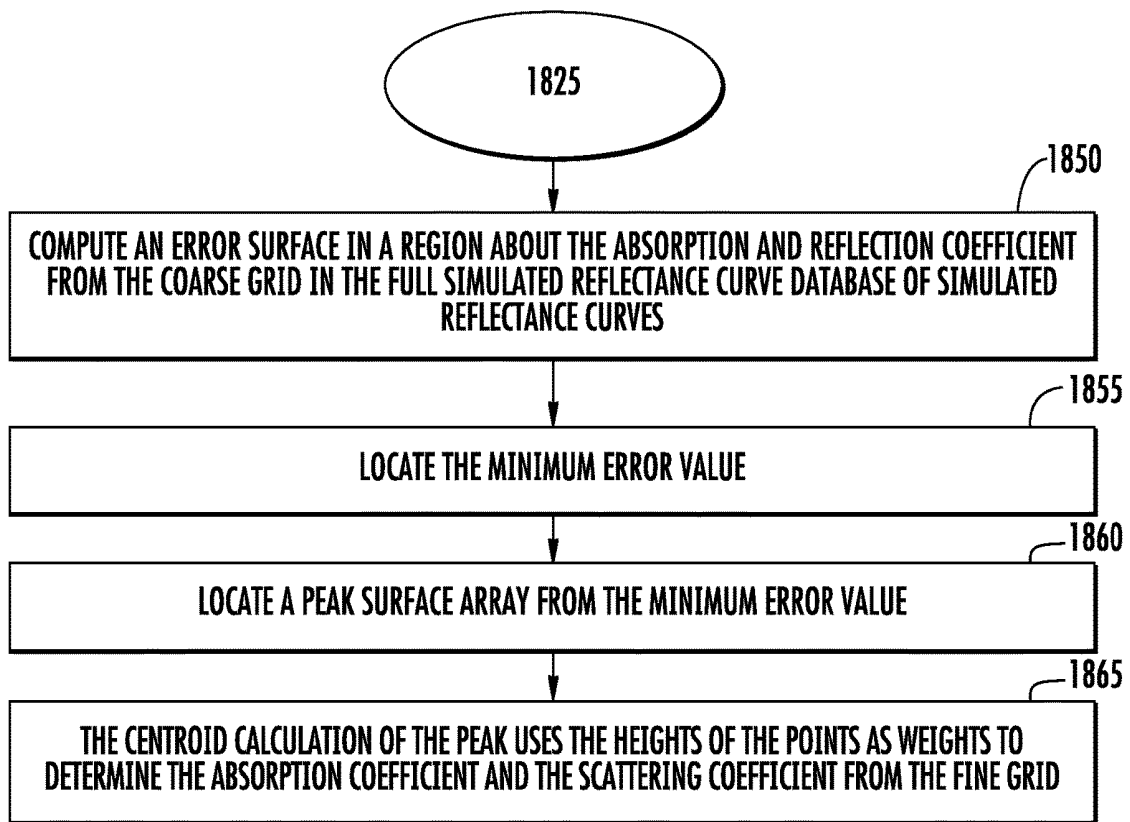 1825
1850
COMPUTE AN ERROR SURFACE IN A REGION ABOUT THE ABSORPTION AND REFLECTION COEFFICIENT
FROM THE COARSE GRID IN THE FULL SIMULATED REFLECTANCE CURVE DATABASE OF SIMULATED
REFLECTANCE CURVES
1855
LOCATE THE MINIMUM ERROR VALUE
1860
LOCATE A PEAK SURFACE ARRAY FROM THE MINIMUM ERROR VALUE
1865
THE CENTROID CALCULATION OF THE PEAK USES THE HEIGHTS OF THE POINTS AS WEIGHTS TO
DETERMINE THE ABSORPTION COEFFICIENT AND THE SCATTERING COEFFICIENT FROM THE FINE GRID